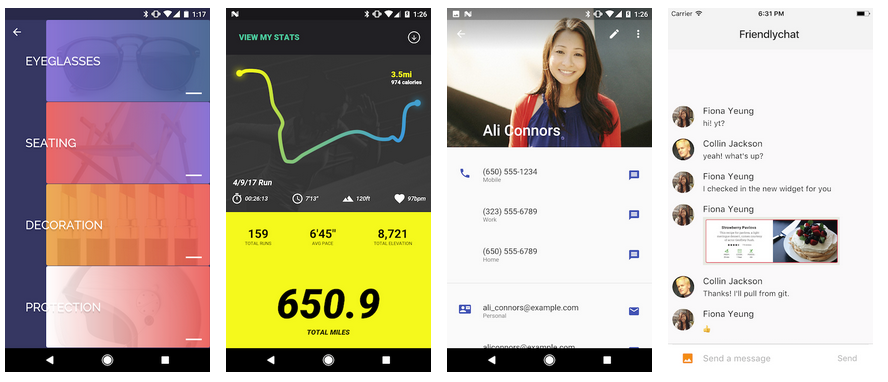 1:17
EYEGLASSES
SEATING
DECORATION
PROTECTION
1:26
VIEW MY STATS
3.5mi
974 calories
4/9/17 Run
00:26:13
7'13"
120ft
97bpm
159
TOTAL RUNS
6'45"
AVG PACE
8,721
TOTAL ELEVATION
650.9
TOTAL MILES
1:26
Ali Connors
(650) 555-1234
Mobile
(323) 555-6789
Work
(650) 555-6789
Home
ali_connors@example.com
Personal
aliconnors@example.com
Carrier
6:31 PM
Friendlychat
Fiona Yeung
hi! yt?
Collin Jackson
yeah! what's up?
Fiona Yeung
I checked in the new widget for you
Fiona Yeung
Strawberry Pavlova
Collin Jackson
Thanks! I'll pull from git.
Fiona Yeung
👍
Send a message
Send